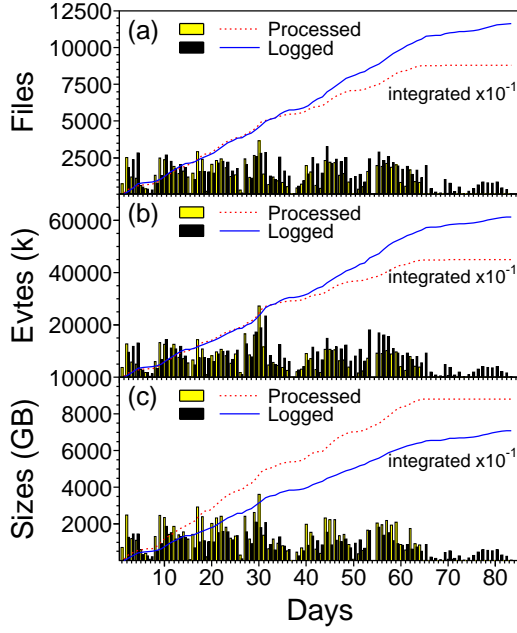 12500
(a)
Processed
Logged
10000
7500
5000
2500
Files
integrated x10-1
(b)
Processed
Logged
60000
40000
20000
Evtes (k)
integrated x10-1
10000
(c)
Processed
Logged
8000
6000
4000
2000
Sizes (GB)
integrated x10-1
10 20 30 40 50 60 70 80
Days